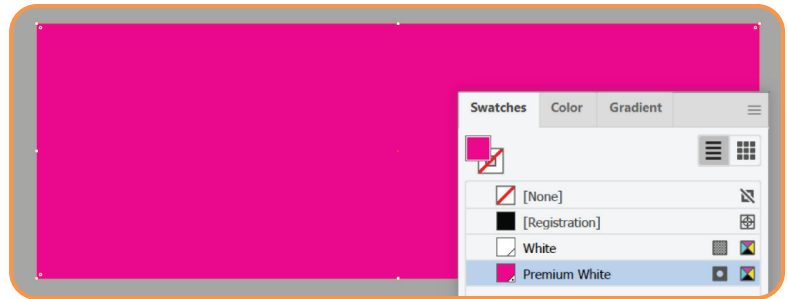 Swatches Color Gradient
[None]
[Registration]
White
Premium White